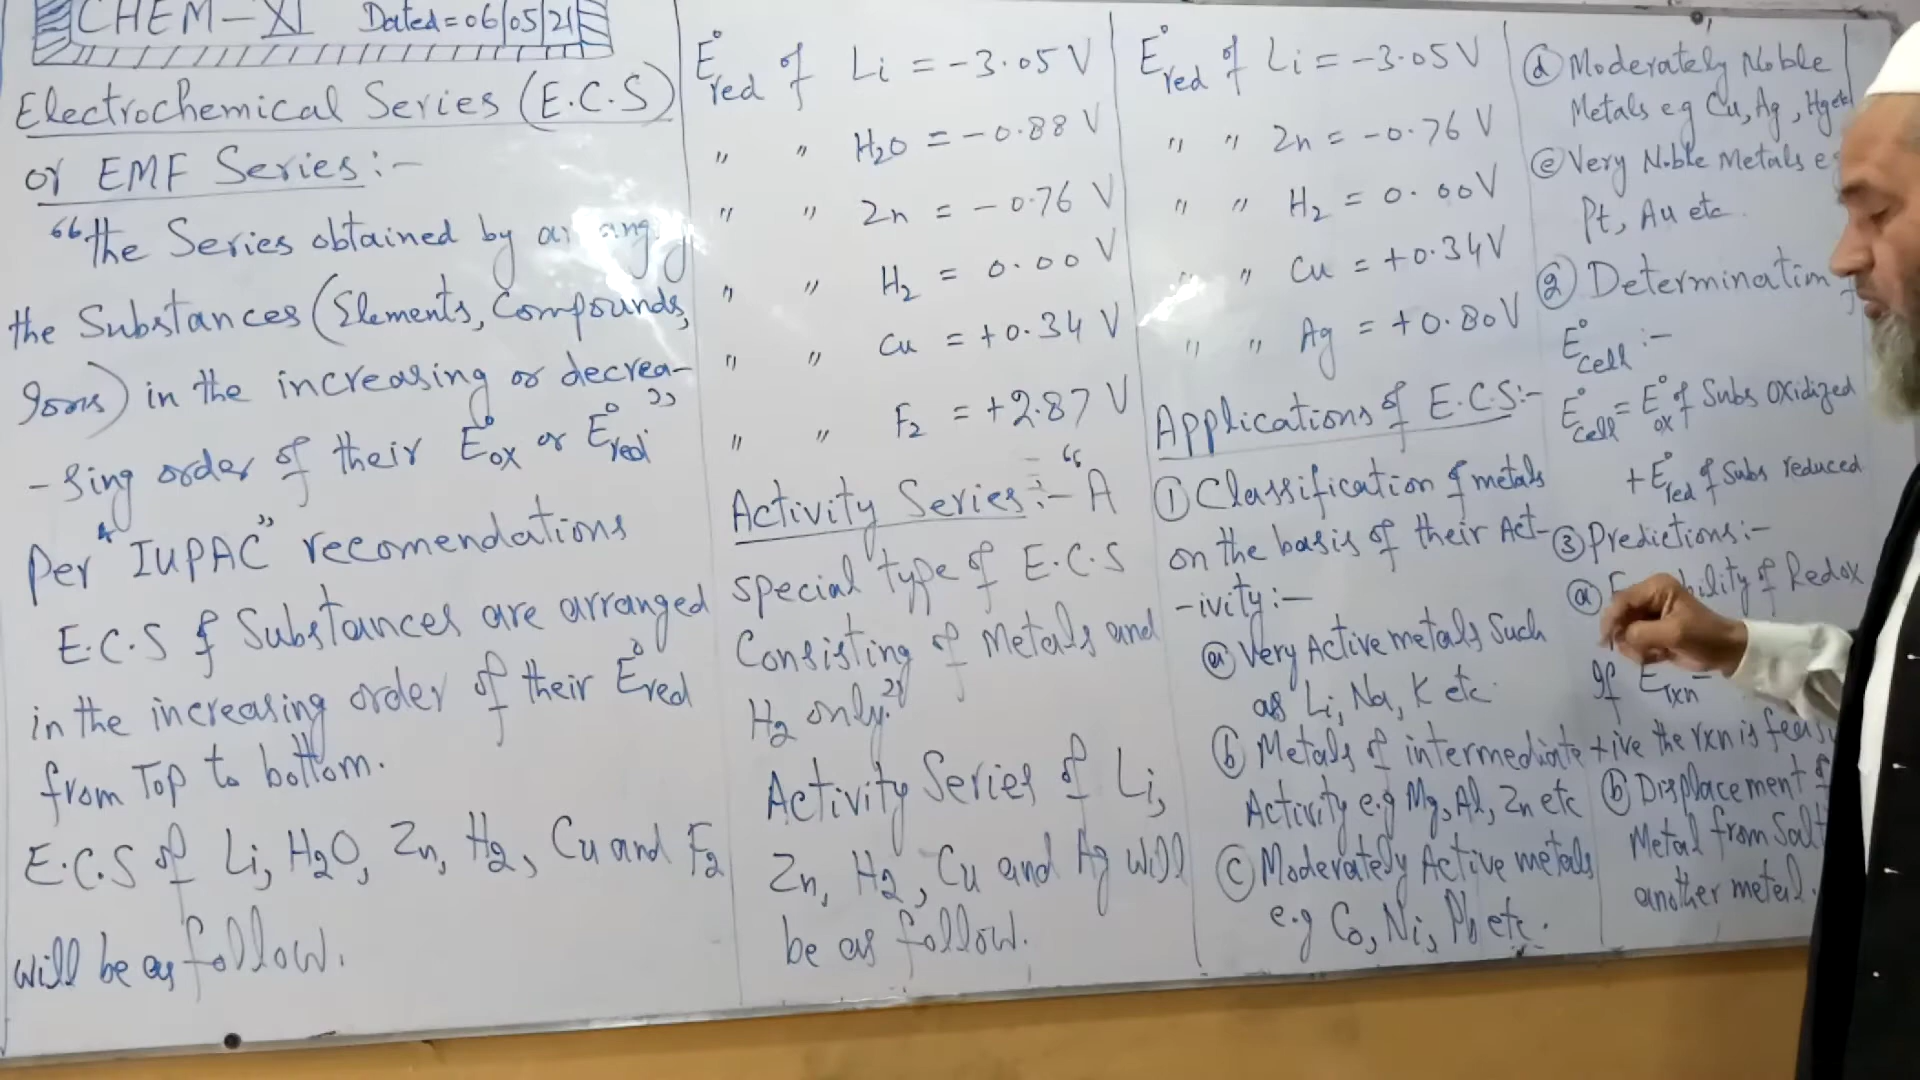 CHEM-XI Dated=06/05/21
Electrochemical Series (E.C.S)
or EMF Series:-
"the Series obtained by
the Substances (Elements, Compounds,
Ions) in the increasing or decrea-
-sing order of their E°ox or E°red"
Per "IUPAC" recomendations
E.C.S of Substances are arranged
in the increasing order of their E°red
from Top to bottom.
E.C.S of Li, H2O, Zn, H2, Cu and F2
will be as follow.
E°red of Li = -3.05 V
" " H2O = -0.88 V
" " Zn = -0.76 V
" " H2 = 0.00 V
" " Cu = +0.34 V
" " F2 = +2.87 V
Activity Series:- "A
special type of E.C.S
Consisting of Metals and
H2 only."
Activity Series of Li,
Zn, H2, Cu and Ag will
be as follow.
E°red of Li = -3.05 V
" " Zn = -0.76 V
" " H2 = 0.00V
" " Cu = +0.34V
" " Ag = +0.80V
Applications of E.C.S:-
① Classification of metals
on the basis of their Act-
-ivity:-
ⓐ Very Active metals Such
as Li, Na, K etc.
ⓑ Metals of intermediate
Activity e.g Mg, Al, Zn etc
ⓒ Moderately Active metals
e.g Co, Ni, Pb etc.
ⓓ Moderately Noble
Metals eg Cu, Ag, Hg etc
ⓔ Very Noble Metals
Pt, Au etc.
② Determination
E°cell :-
E°cell = E°ox of Subs Oxidized
+ E°red of Subs reduced
③ Predictions:-
ⓐ of Redox
If E°rxn
+ive the rxn is
ⓑ Displacement
Metal from Salt
another metal.